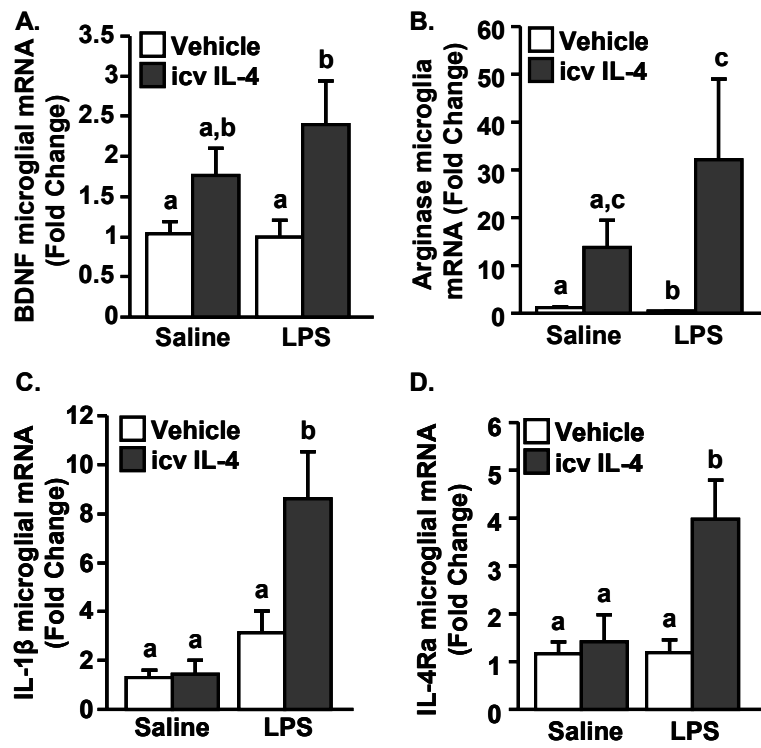 A.
BDNF microglial mRNA
(Fold Change)
3.5
3
2.5
2
1.5
1
0.5
0
Vehicle
icv IL-4
a
a,b
a
b
Saline
LPS
B.
Arginase microglia
mRNA (Fold Change)
60
50
40
30
20
10
0
Vehicle
icv IL-4
a
a,c
b
c
Saline
LPS
C.
IL-1β microglial mRNA
(Fold Change)
12
10
8
6
4
2
0
Vehicle
icv IL-4
a
a
a
b
Saline
LPS
D.
IL-4Ra microglial mRNA
(Fold Change)
6
5
4
3
2
1
0
Vehicle
icv IL-4
a
a
a
b
Saline
LPS